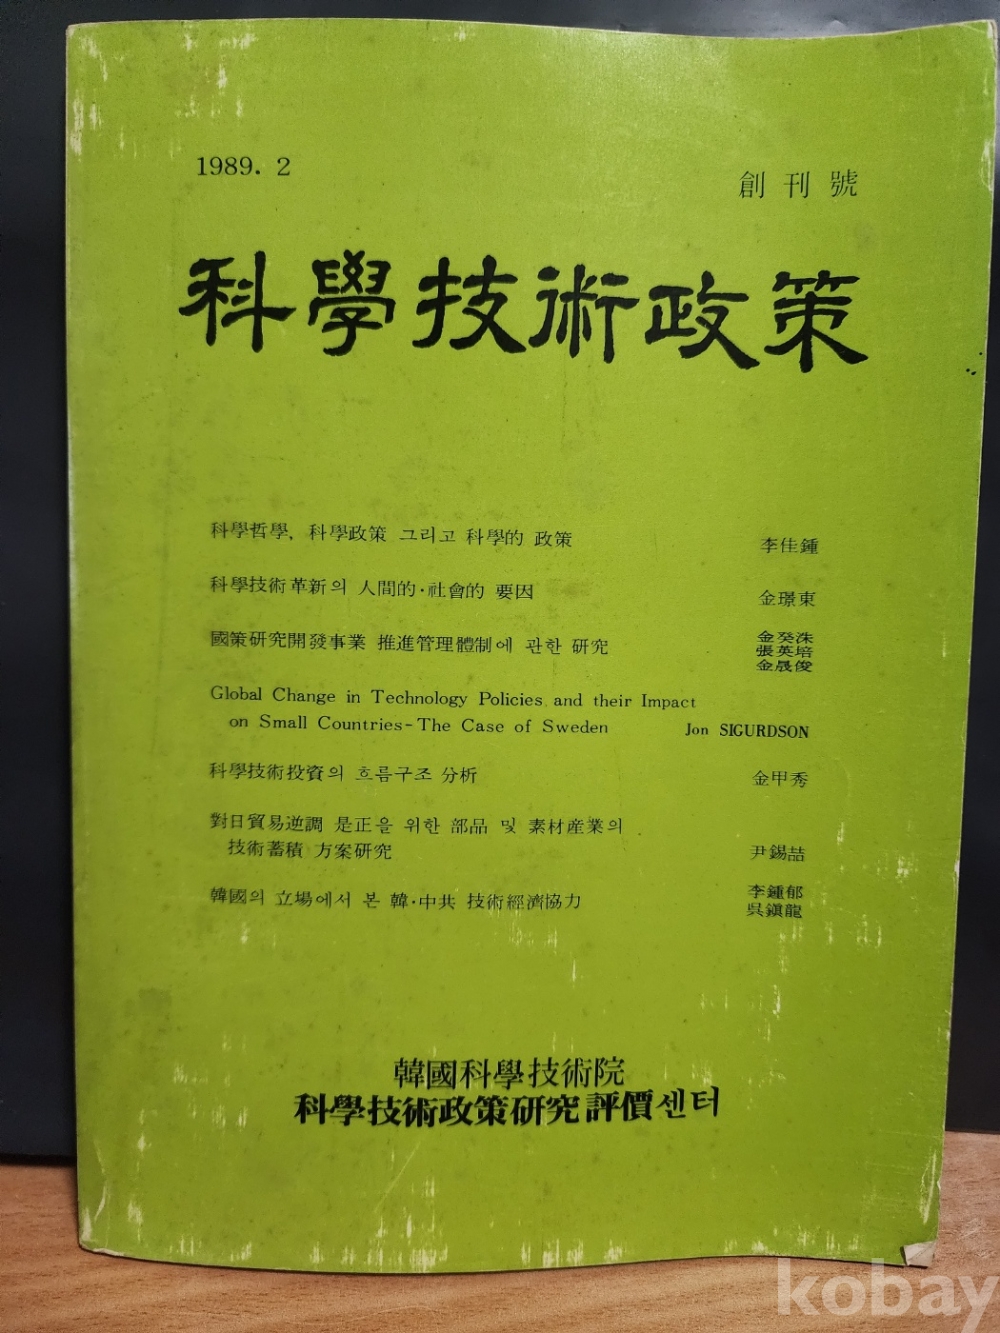 1989. 2
創刊號
科學技術政策
科學哲學, 科學政策 그리고 科學的 政策 李佳鍾
科學技術革新의 人間的·社會的 要因 金璟東
國策研究開發事業 推進管理體制에 관한 研究 金癸洙
張英培
金晟俊
Global Change in Technology Policies and their Impact
on Small Countries-The Case of Sweden Jon SIGURDSON
科學技術投資의 흐름구조 分析 金甲秀
對日貿易逆調 是正을 위한 部品 및 素材産業의
技術蓄積 方案研究 尹錫喆
韓國의 立場에서 본 韓·中共 技術經濟協力 李鍾郁
吳鎭龍
韓國科學技術院
科學技術政策研究評價센터
kobay